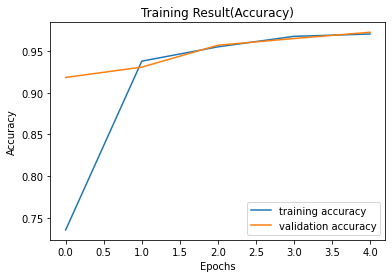 Training Result(Accuracy)
Accuracy
0.95
0.90
0.85
0.80
0.75
training accuracy
validation accuracy
0.0 0.5 1.0 1.5 2.0 2.5 3.0 3.5 4.0
Epochs